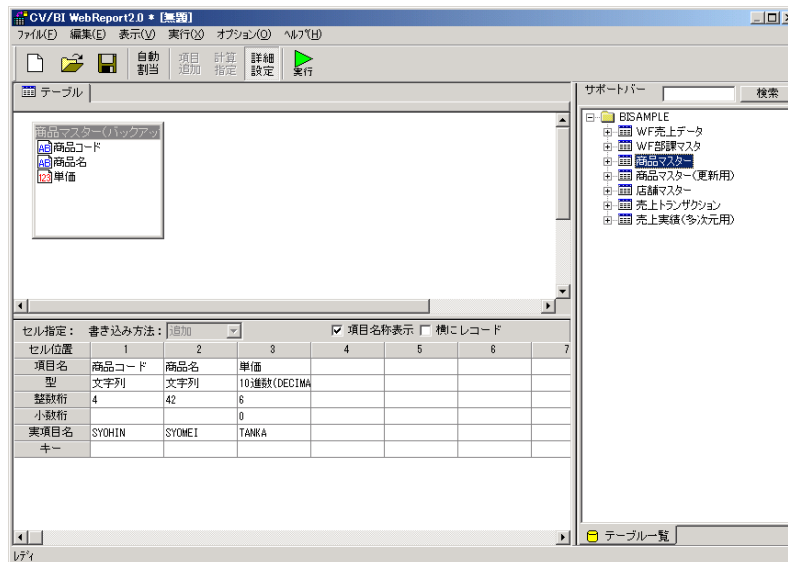 CV/BI WebReport2.0 * [無題]
ファイル(F) 編集(E) 表示(V) 実行(X) オプション(O) ヘルプ(H)
自動割当 項目追加 計算指定 詳細設定 実行
テーブル
商品マスター(バックアッ
AB 商品コード
AB 商品名
123 単価
セル指定: 書き込み方法: 追加 項目名称表示 横にレコード
セル位置 1 2 3 4 5 6 7
項目名 商品コード 商品名 単価
型 文字列 文字列 10進数(DECIMA
整数桁 4 42 6
小数桁 0
実項目名 SYOHIN SYOMEI TANKA
キー
サポートバー 検索
BISAMPLE
WF売上データ
WF部課マスタ
商品マスター
商品マスター(更新用)
店舗マスター
売上トランザクション
売上実績(多次元用)
テーブル一覧
レディ